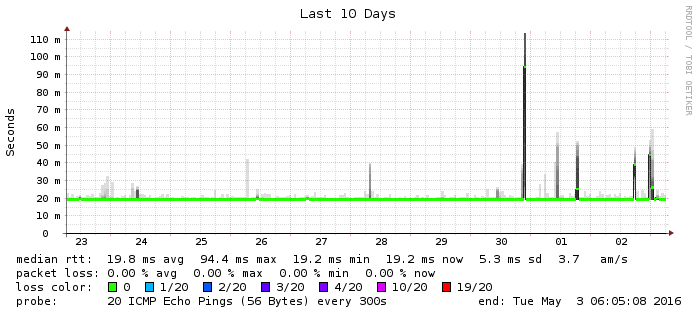 Last 10 Days
RRDTOOL / TOBI OETIKER
Seconds
110 m
100 m
90 m
80 m
70 m
60 m
50 m
40 m
30 m
20 m
10 m
0
23 24 25 26 27 28 29 30 01 02
median rtt: 19.8 ms avg 94.4 ms max 19.2 ms min 19.2 ms now 5.3 ms sd 3.7 am/s
packet loss: 0.00 % avg 0.00 % max 0.00 % min 0.00 % now
loss color: 0 1/20 2/20 3/20 4/20 10/20 19/20
probe: 20 ICMP Echo Pings (56 Bytes) every 300s end: Tue May 3 06:05:08 2016